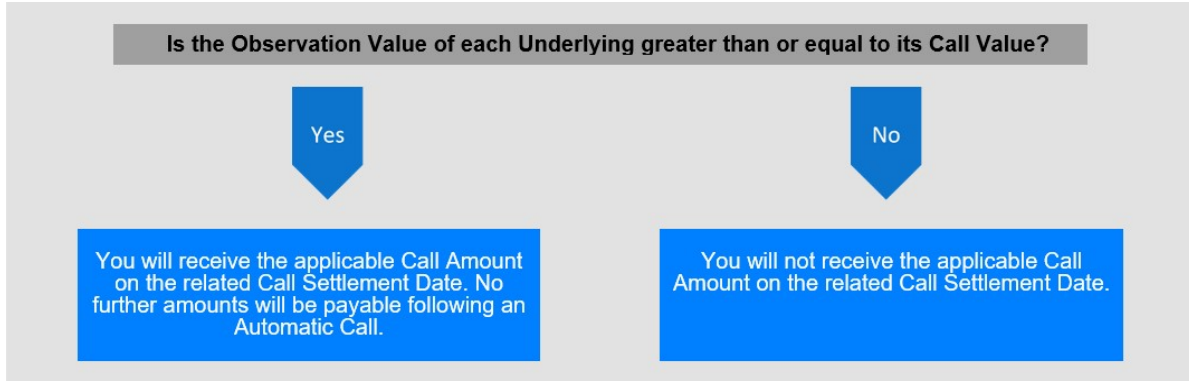 Is the Observation Value of each Underlying greater than or equal to its Call Value?
Yes
No
You will receive the applicable Call Amount
on the related Call Settlement Date. No
further amounts will be payable following an
Automatic Call.
You will not receive the applicable Call
Amount on the related Call Settlement Date.